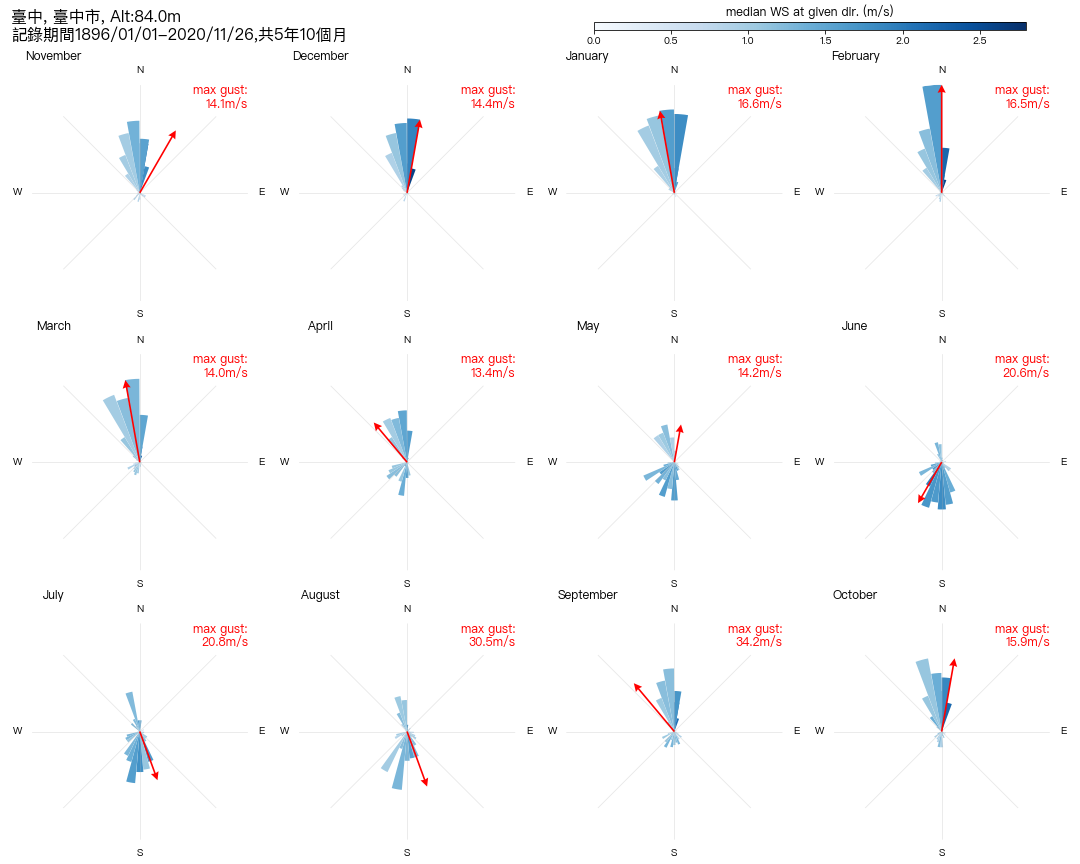 臺中, 臺中市, Alt:84.0m
記錄期間1896/01/01-2020/11/26,共5年10個月
median WS at given dir. (m/s)
0.0 0.5 1.0 1.5 2.0 2.5
November
N
max gust:
14.1m/s
W
E
S
December
N
max gust:
14.4m/s
W
E
S
January
N
max gust:
16.6m/s
W
E
S
February
N
max gust:
16.5m/s
W
E
S
March
N
max gust:
14.0m/s
W
E
S
April
N
max gust:
13.4m/s
W
E
S
May
N
max gust:
14.2m/s
W
E
S
June
N
max gust:
20.6m/s
W
E
S
July
N
max gust:
20.8m/s
W
E
S
August
N
max gust:
30.5m/s
W
E
S
September
N
max gust:
34.2m/s
W
E
S
October
N
max gust:
15.9m/s
W
E
S